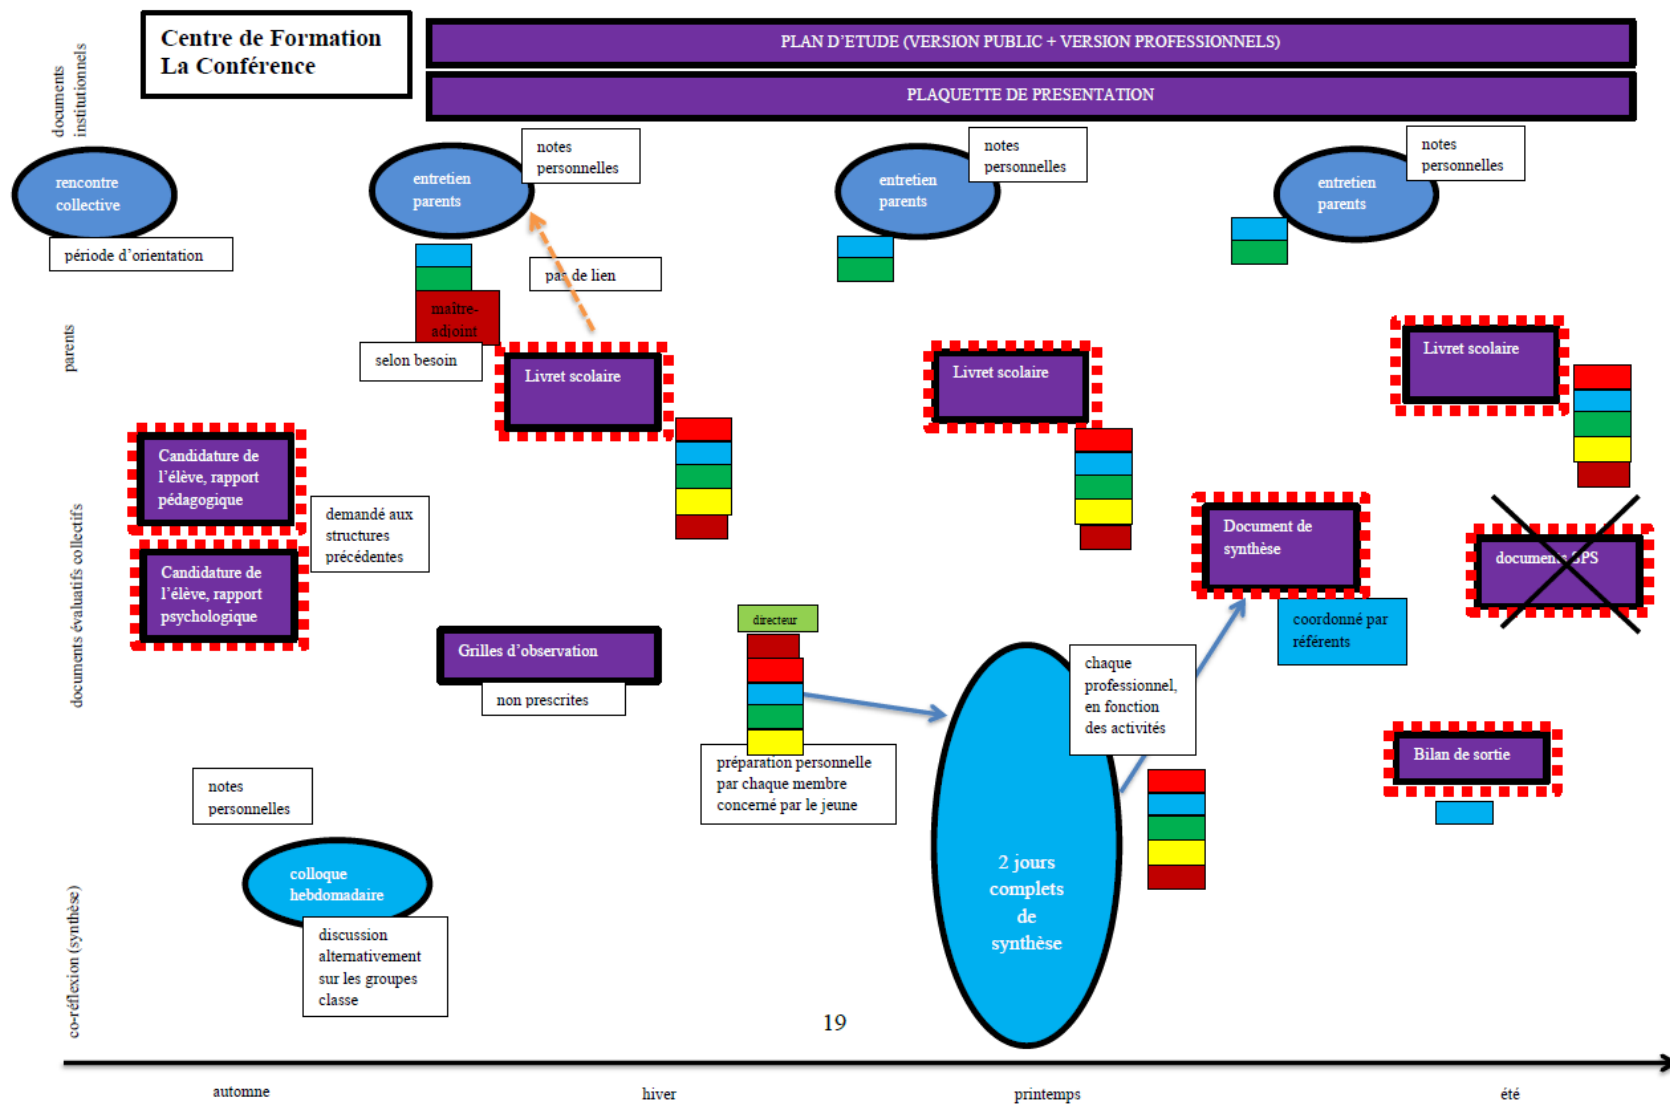 documents
institutionnels
Centre de Formation
La Conférence
PLAN D'ETUDE (VERSION PUBLIC + VERSION PROFESSIONNELS)
PLAQUETTE DE PRESENTATION
rencontre
collective
période d'orientation
entretien
parents
notes
personnelles
entretien
parents
notes
personnelles
entretien
parents
notes
personnelles
pas de lien
maître-
adjoint
selon besoin
parents
Livret scolaire
Livret scolaire
Livret scolaire
Candidature de
l'élève, rapport
pédagogique
demandé aux
structures
précédentes
Candidature de
l'élève, rapport
psychologique
documents évaluatifs collectifs
Grilles d'observation
non prescrites
directeur
préparation personnelle
par chaque membre
concerné par le jeune
chaque
professionnel,
en fonction
des activités
Document de
synthèse
coordonné par
référents
documents SPS
Bilan de sortie
notes
personnelles
colloque
hebdomadaire
discussion
alternativement
sur les groupes
classe
2 jours
complets
de
synthèse
co-réflexion (synthèse)
19
automne
hiver
printemps
été